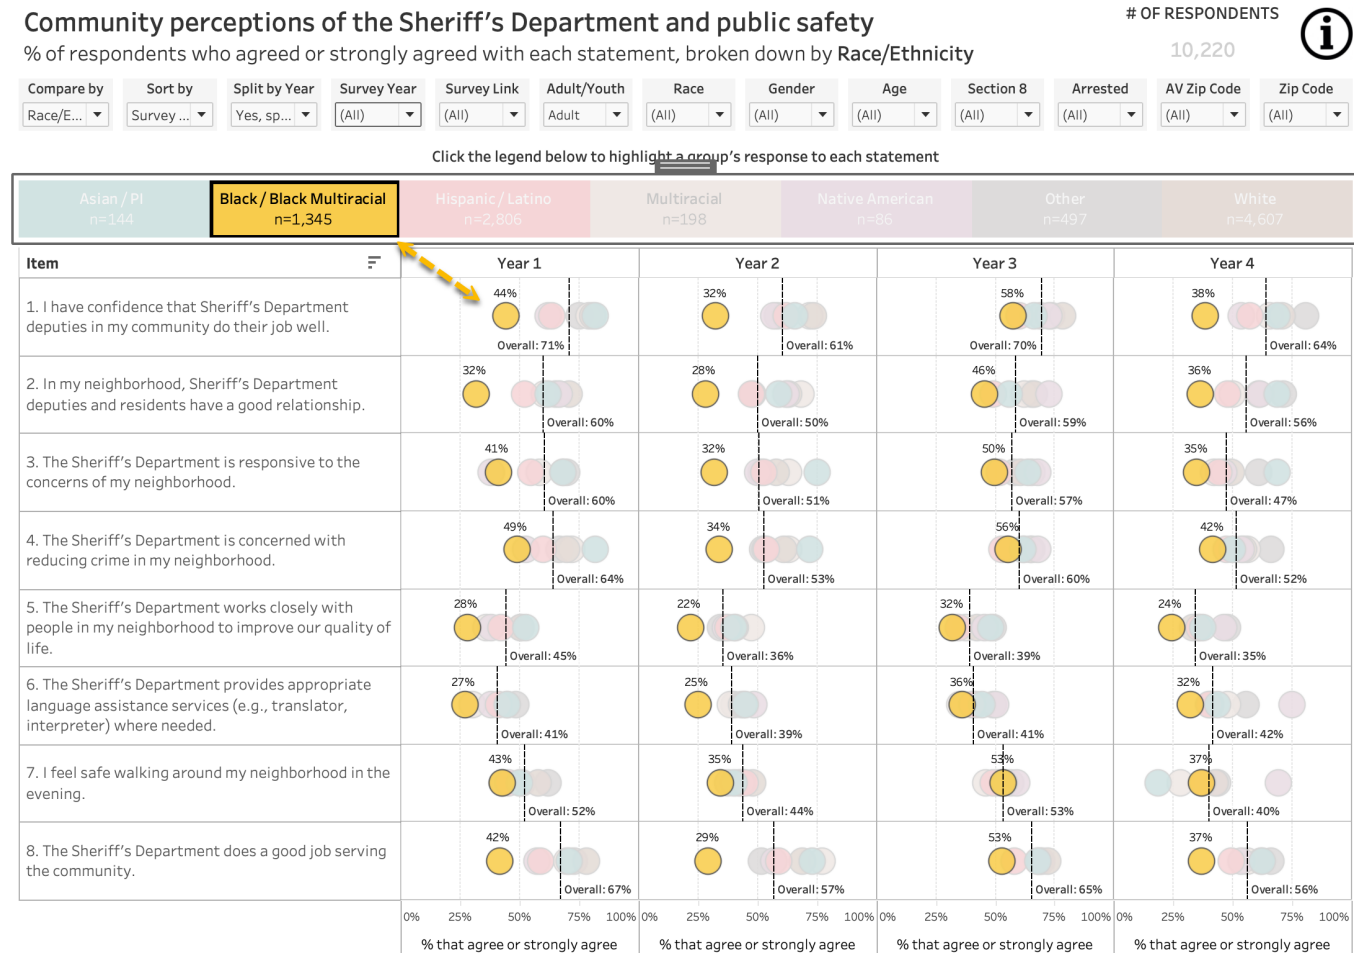 Community perceptions of the Sheriff's Department and public safety
% of respondents who agreed or strongly agreed with each statement, broken down by Race/Ethnicity
# OF RESPONDENTS
10,220
i
Compare by Sort by Split by Year Survey Year Survey Link Adult/Youth Race Gender Age Section 8 Arrested AV Zip Code Zip Code
Race/E... Survey ... Yes, sp... (All) (All) Adult (All) (All) (All) (All) (All) (All) (All)
Click the legend below to highlight a group's response to each statement
Asian / PI Black / Black Multiracial Hispanic / Latino Multiracial Native American Other White
n=144 n=1,345 n=2,806 n=198 n=86 n=497 n=4,607
Item Year 1 Year 2 Year 3 Year 4
1. I have confidence that Sheriff's Department
deputies in my community do their job well.
44% 32% 58% 38%
Overall: 71% Overall: 61% Overall: 70% Overall: 64%
2. In my neighborhood, Sheriff's Department
deputies and residents have a good relationship.
32% 28% 46% 36%
Overall: 60% Overall: 50% Overall: 59% Overall: 56%
3. The Sheriff's Department is responsive to the
concerns of my neighborhood.
41% 32% 50% 35%
Overall: 60% Overall: 51% Overall: 57% Overall: 47%
4. The Sheriff's Department is concerned with
reducing crime in my neighborhood.
49% 34% 56% 42%
Overall: 64% Overall: 53% Overall: 60% Overall: 52%
5. The Sheriff's Department works closely with
people in my neighborhood to improve our quality of
life.
28% 22% 32% 24%
Overall: 45% Overall: 36% Overall: 39% Overall: 35%
6. The Sheriff's Department provides appropriate
language assistance services (e.g., translator,
interpreter) where needed.
27% 25% 36% 32%
Overall: 41% Overall: 39% Overall: 41% Overall: 42%
7. I feel safe walking around my neighborhood in the
evening.
43% 35% 53% 37%
Overall: 52% Overall: 44% Overall: 53% Overall: 40%
8. The Sheriff's Department does a good job serving
the community.
42% 29% 53% 37%
Overall: 67% Overall: 57% Overall: 65% Overall: 56%
0% 25% 50% 75% 100% 0% 25% 50% 75% 100% 0% 25% 50% 75% 100% 0% 25% 50% 75% 100%
% that agree or strongly agree % that agree or strongly agree % that agree or strongly agree % that agree or strongly agree